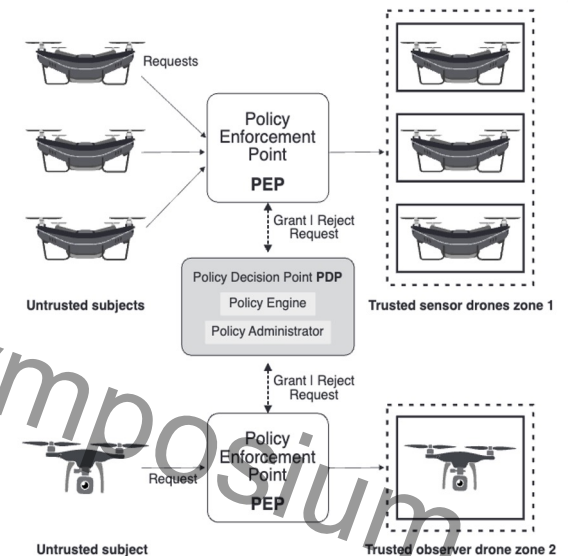 Requests
Policy
Enforcement
Point
PEP
Grant | Reject
Request
Untrusted subjects
Policy Decision Point PDP
Policy Engine
Policy Administrator
Trusted sensor drones zone 1
Grant | Reject
Request
Policy
Enforcement
Point
PEP
Request
Untrusted subject
Trusted observer drone zone 2
mposium